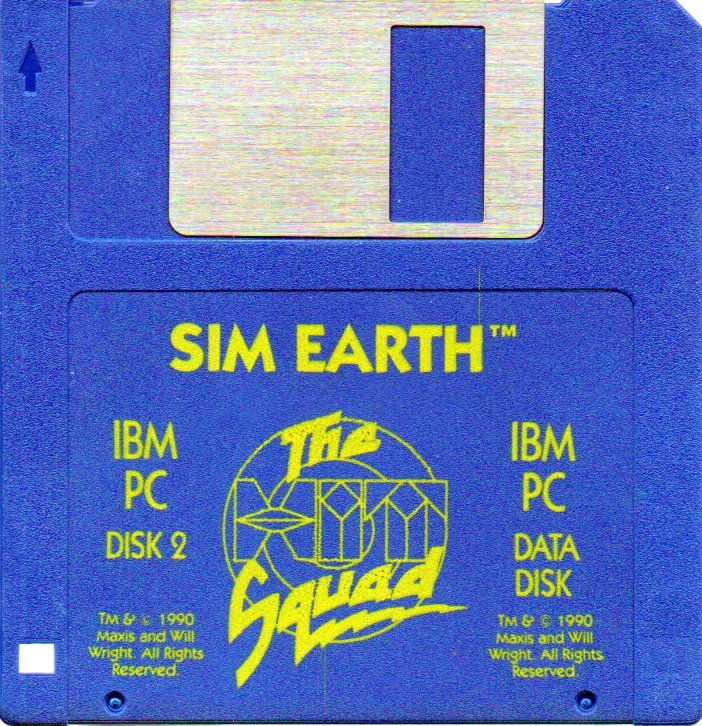 SIM EARTH™
IBM
PC
DISK 2
TM & © 1990
Maxis and Will
Wright. All Rights
Reserved.
The
Hit
Squad
IBM
PC
DATA
DISK
TM & © 1990
Maxis and Will
Wright. All Rights
Reserved.